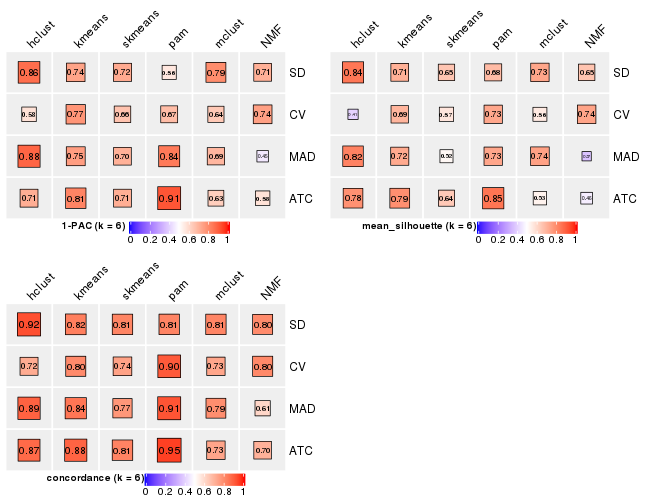 hclust kmeans skmeans pam mclust NMF
0.86 0.74 0.72 0.56 0.79 0.71 SD
0.58 0.77 0.66 0.67 0.64 0.74 CV
0.88 0.75 0.70 0.84 0.69 0.45 MAD
0.71 0.81 0.71 0.91 0.63 0.58 ATC
1-PAC (k = 6)
0 0.2 0.4 0.6 0.8 1
hclust kmeans skmeans pam mclust NMF
0.84 0.71 0.65 0.68 0.73 0.65 SD
0.41 0.69 0.57 0.73 0.56 0.74 CV
0.82 0.72 0.52 0.73 0.74 MAD
0.78 0.79 0.64 0.85 0.53 ATC
mean_silhouette (k = 6)
0 0.2 0.4 0.6 0.8 1
hclust kmeans skmeans pam mclust NMF
0.92 0.82 0.81 0.81 0.81 0.80 SD
0.72 0.80 0.74 0.90 0.73 0.80 CV
0.89 0.84 0.77 0.91 0.79 0.61 MAD
0.87 0.88 0.81 0.95 0.73 0.70 ATC
concordance (k = 6)
0 0.2 0.4 0.6 0.8 1